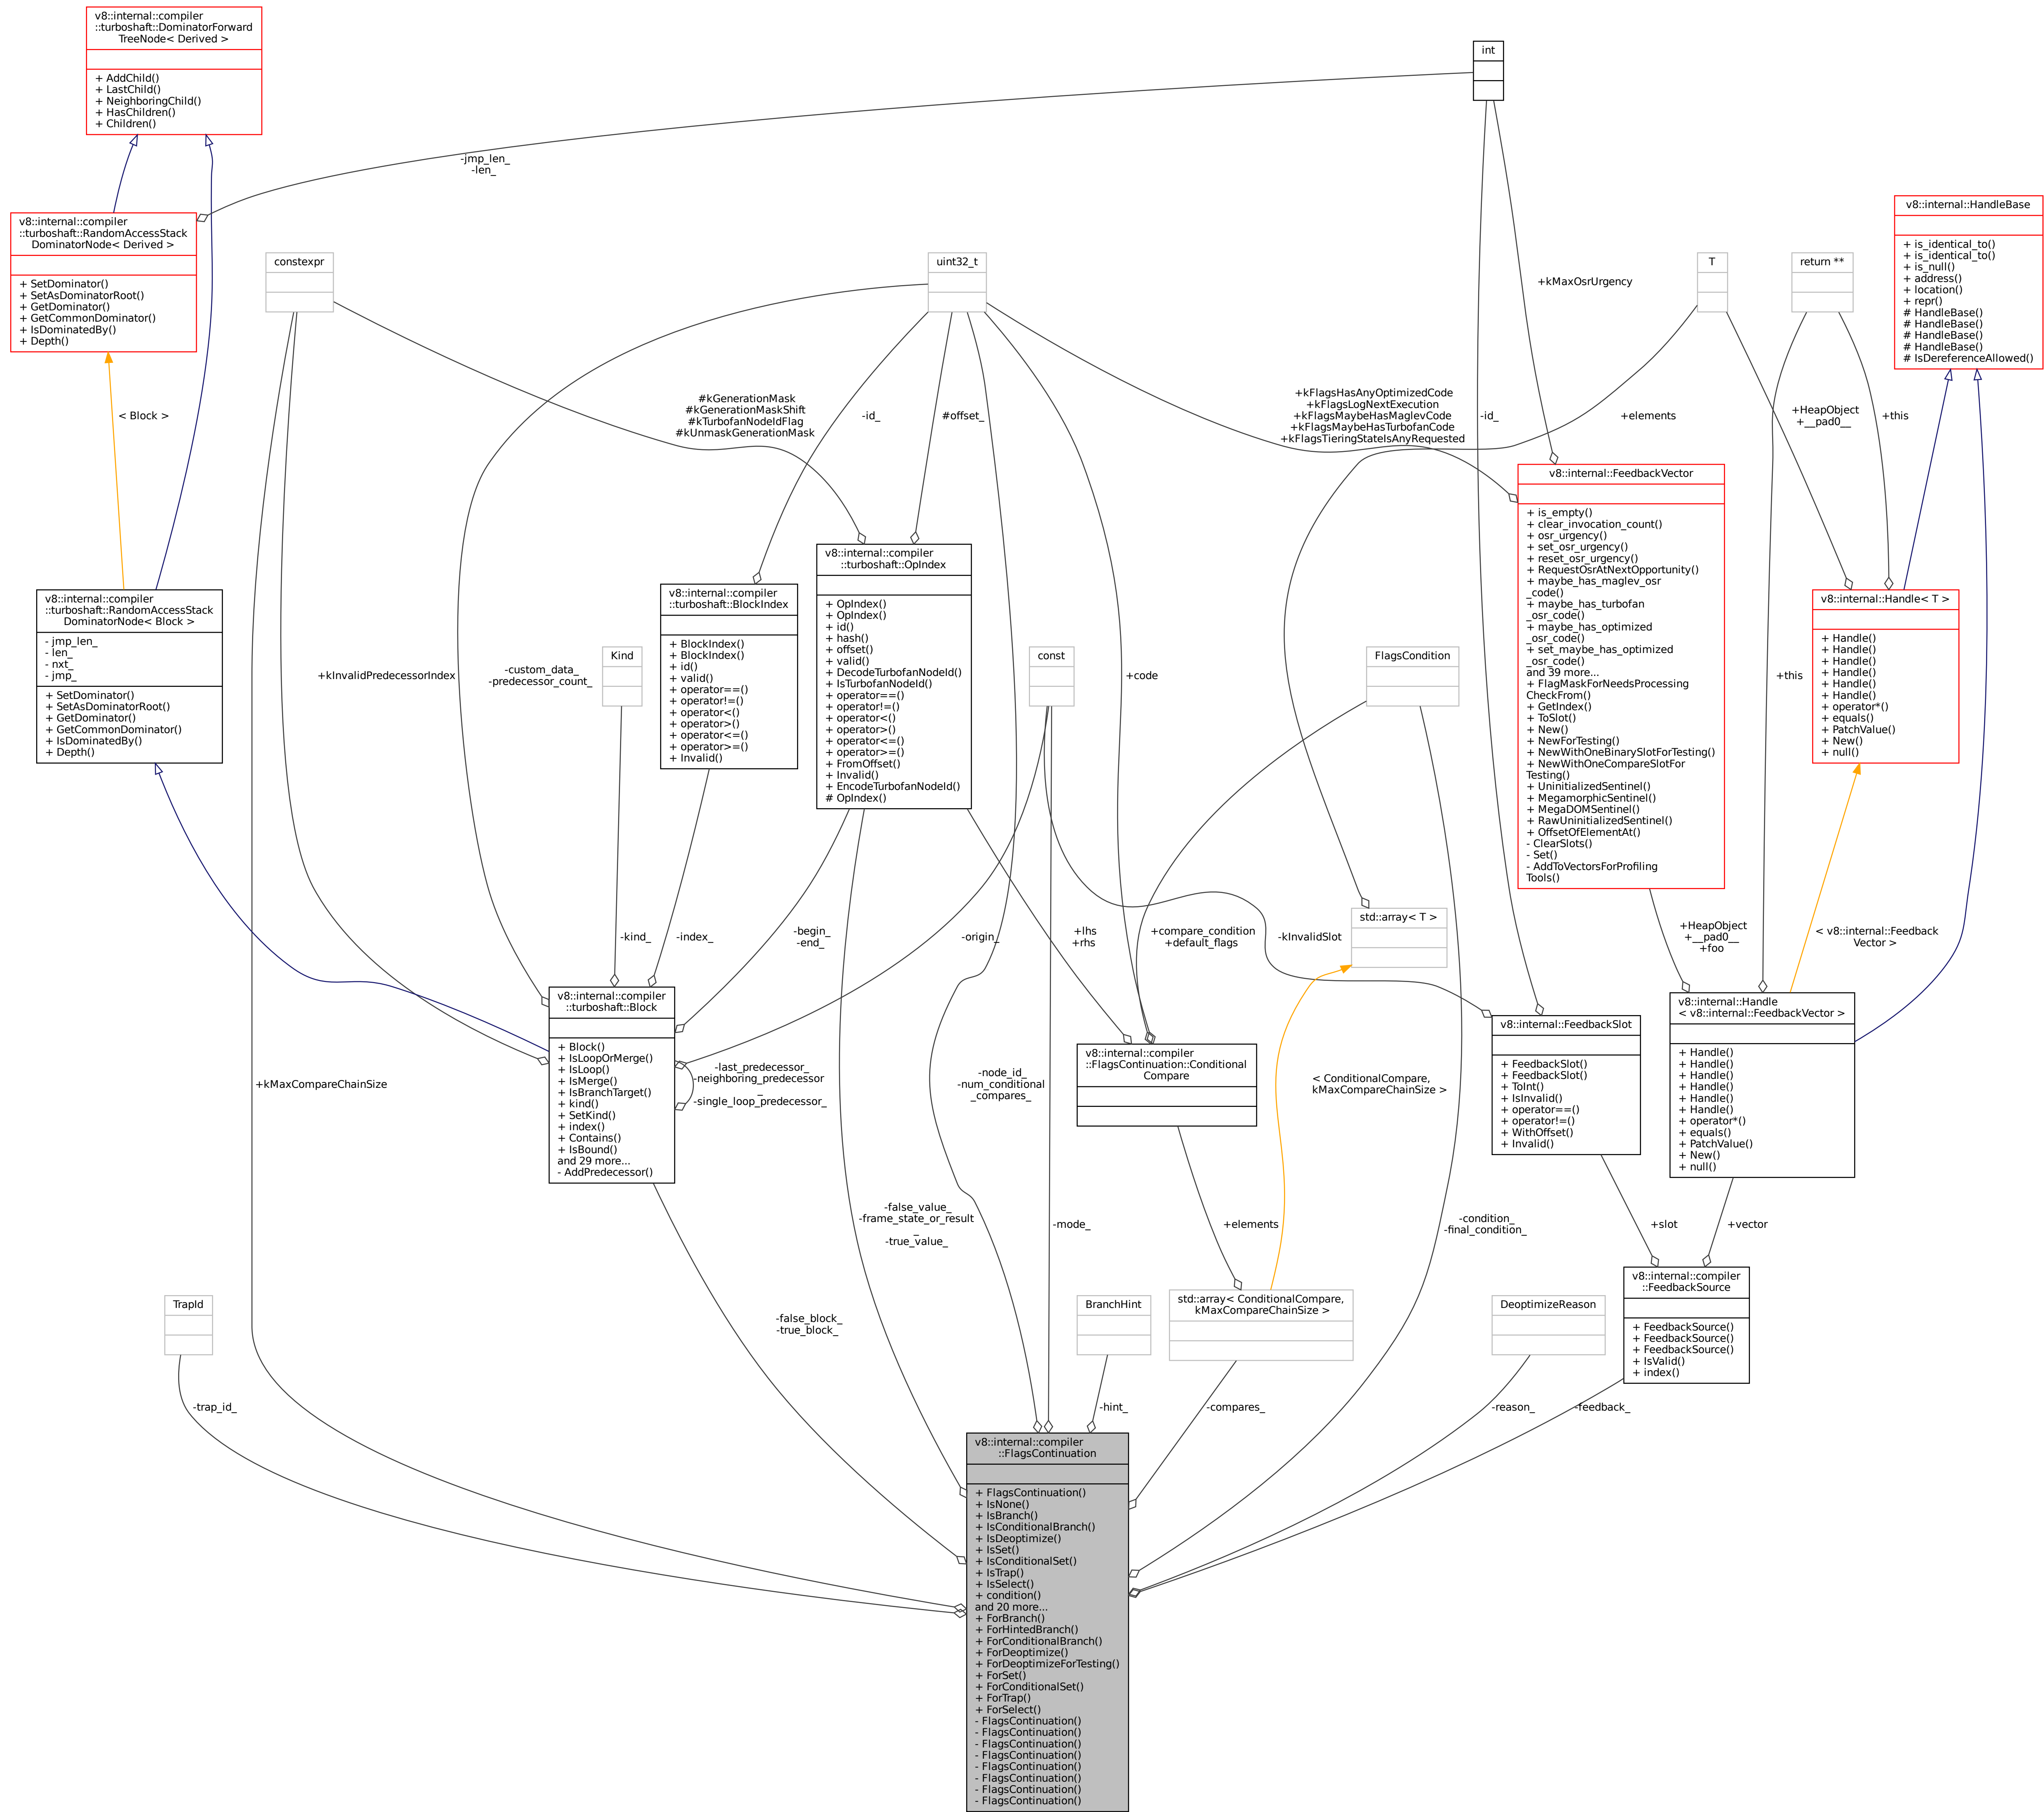 v8::internal::compiler
::turboshaft::DominatorForward
TreeNode< Derived >
+ AddChild()
+ LastChild()
+ NeighboringChild()
+ HasChildren()
+ Children()
int
-jmp_len_
-len_
v8::internal::compiler
::turboshaft::RandomAccessStack
DominatorNode< Derived >
+ SetDominator()
+ SetAsDominatorRoot()
+ GetDominator()
+ GetCommonDominator()
+ IsDominatedBy()
+ Depth()
constexpr
uint32_t
+kMaxOsrUrgency
T
return **
v8::internal::HandleBase
+ is_identical_to()
+ is_identical_to()
+ is_null()
+ address()
+ location()
+ repr()
# HandleBase()
# HandleBase()
# HandleBase()
# HandleBase()
# IsDereferenceAllowed()
< Block >
#kGenerationMask
#kGenerationMaskShift
#kTurbofanNodeIdFlag
#kUnmaskGenerationMask
-id_
#offset_
+kFlagsHasAnyOptimizedCode
+kFlagsLogNextExecution
+kFlagsMaybeHasMaglevCode
+kFlagsMaybeHasTurbofanCode
+kFlagsTieringStateIsAnyRequested
-id_
+elements
+HeapObject
+__pad0__
+this
v8::internal::FeedbackVector
+ is_empty()
+ clear_invocation_count()
+ osr_urgency()
+ set_osr_urgency()
+ reset_osr_urgency()
+ RequestOsrAtNextOpportunity()
+ maybe_has_maglev_osr
_code()
+ maybe_has_turbofan
_osr_code()
+ maybe_has_optimized
_osr_code()
+ set_maybe_has_optimized
_osr_code()
and 39 more...
+ FlagMaskForNeedsProcessing
CheckFrom()
+ GetIndex()
+ ToSlot()
+ New()
+ NewForTesting()
+ NewWithOneBinarySlotForTesting()
+ NewWithOneCompareSlotFor
Testing()
+ UninitializedSentinel()
+ MegamorphicSentinel()
+ MegaDOMSentinel()
+ RawUninitializedSentinel()
+ OffsetOfElementAt()
- ClearSlots()
- Set()
- AddToVectorsForProfiling
Tools()
v8::internal::compiler
::turboshaft::OpIndex
+ OpIndex()
+ OpIndex()
+ id()
+ hash()
+ offset()
+ valid()
+ DecodeTurbofanNodeId()
+ IsTurbofanNodeId()
+ operator==()
+ operator!=()
+ operator<()
+ operator>()
+ operator<=()
+ operator>=()
+ FromOffset()
+ Invalid()
+ EncodeTurbofanNodeId()
# OpIndex()
v8::internal::compiler
::turboshaft::BlockIndex
+ BlockIndex()
+ BlockIndex()
+ id()
+ valid()
+ operator==()
+ operator!=()
+ operator<()
+ operator>()
+ operator<=()
+ operator>=()
+ Invalid()
v8::internal::compiler
::turboshaft::RandomAccessStack
DominatorNode< Block >
- jmp_len_
- len_
- nxt_
- jmp_
+ SetDominator()
+ SetAsDominatorRoot()
+ GetDominator()
+ GetCommonDominator()
+ IsDominatedBy()
+ Depth()
v8::internal::Handle< T >
+ Handle()
+ Handle()
+ Handle()
+ Handle()
+ Handle()
+ Handle()
+ operator*()
+ equals()
+ PatchValue()
+ New()
+ null()
+kInvalidPredecessorIndex
-custom_data_
-predecessor_count_
Kind
const
+code
FlagsCondition
+this
-kind_
-index_
-begin_
-end_
-origin_
+lhs
+rhs
+compare_condition
+default_flags
-kInvalidSlot
std::array< T >
+HeapObject
+__pad0__
+foo
< v8::internal::Feedback
Vector >
v8::internal::compiler
::turboshaft::Block
+ Block()
+ IsLoopOrMerge()
+ IsLoop()
+ IsMerge()
+ IsBranchTarget()
+ kind()
+ SetKind()
+ index()
+ Contains()
+ IsBound()
and 29 more...
- AddPredecessor()
-last_predecessor_
-neighboring_predecessor
_
-single_loop_predecessor_
+kMaxCompareChainSize
-node_id_
-num_conditional
_compares_
v8::internal::compiler
::FlagsContinuation::Conditional
Compare
< ConditionalCompare,
kMaxCompareChainSize >
v8::internal::FeedbackSlot
+ FeedbackSlot()
+ FeedbackSlot()
+ ToInt()
+ IsInvalid()
+ operator==()
+ operator!=()
+ WithOffset()
+ Invalid()
v8::internal::Handle
< v8::internal::FeedbackVector >
+ Handle()
+ Handle()
+ Handle()
+ Handle()
+ Handle()
+ Handle()
+ operator*()
+ equals()
+ PatchValue()
+ New()
+ null()
-false_value_
-frame_state_or_result
_
-true_value_
-mode_
+elements
-condition_
-final_condition_
+slot
+vector
TrapId
-false_block_
-true_block_
BranchHint
std::array< ConditionalCompare,
kMaxCompareChainSize >
DeoptimizeReason
v8::internal::compiler
::FeedbackSource
+ FeedbackSource()
+ FeedbackSource()
+ FeedbackSource()
+ IsValid()
+ index()
-trap_id_
-hint_
-compares_
-reason_
-feedback_
v8::internal::compiler
::FlagsContinuation
+ FlagsContinuation()
+ IsNone()
+ IsBranch()
+ IsConditionalBranch()
+ IsDeoptimize()
+ IsSet()
+ IsConditionalSet()
+ IsTrap()
+ IsSelect()
+ condition()
and 20 more...
+ ForBranch()
+ ForHintedBranch()
+ ForConditionalBranch()
+ ForDeoptimize()
+ ForDeoptimizeForTesting()
+ ForSet()
+ ForConditionalSet()
+ ForTrap()
+ ForSelect()
- FlagsContinuation()
- FlagsContinuation()
- FlagsContinuation()
- FlagsContinuation()
- FlagsContinuation()
- FlagsContinuation()
- FlagsContinuation()
- FlagsContinuation()